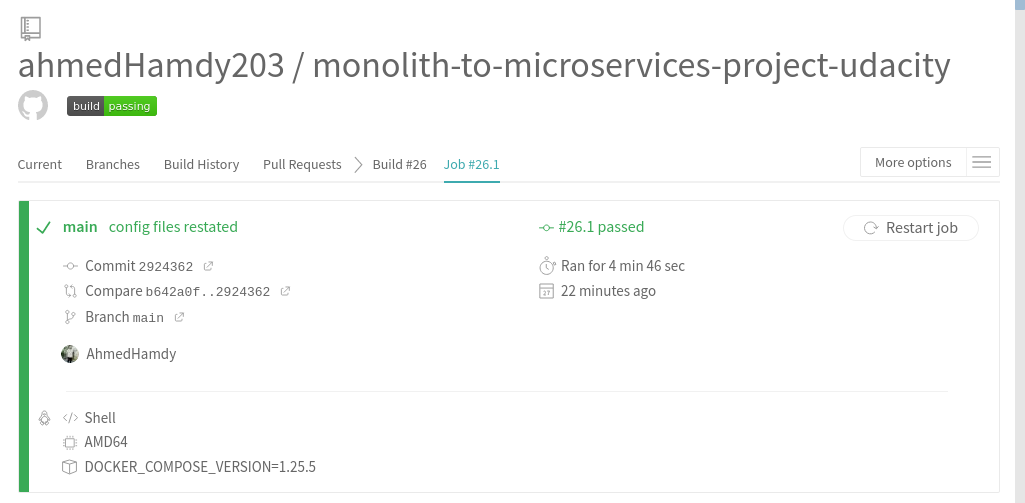 ahmedHamdy203 / monolith-to-microservices-project-udacity
build passing
Current Branches Build History Pull Requests Build #26 Job #26.1 More options
main config files restated #26.1 passed Restart job
Commit 2924362 Ran for 4 min 46 sec
Compare b642a0f..2924362 22 minutes ago
Branch main
AhmedHamdy
</> Shell
AMD64
DOCKER_COMPOSE_VERSION=1.25.5